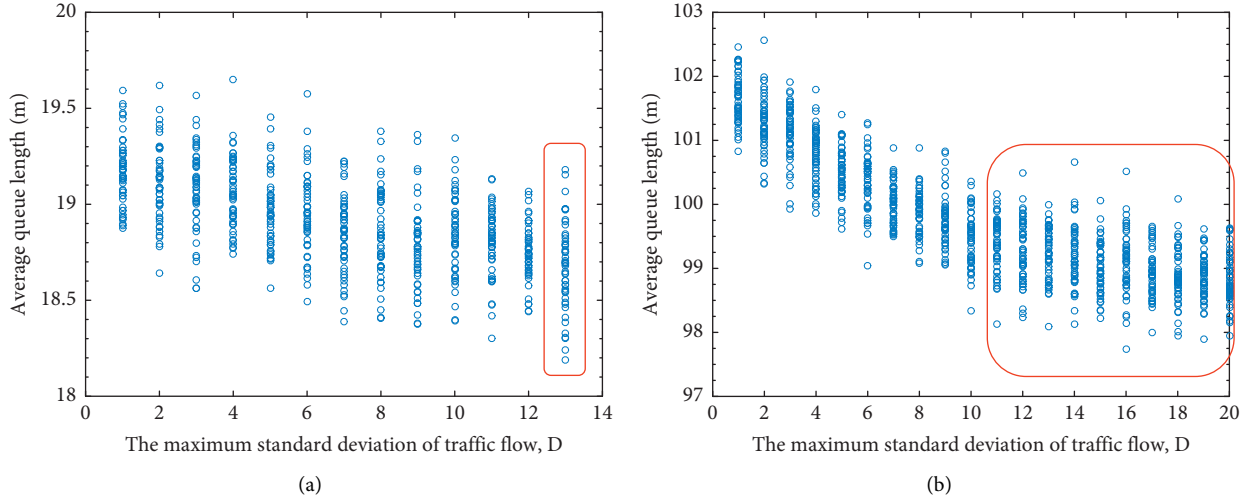 20
19.5
19
18.5
18
Average queue length (m)
0 2 4 6 8 10 12 14
The maximum standard deviation of traffic flow, D
(a)
103
102
101
100
99
98
97
Average queue length (m)
0 2 4 6 8 10 12 14 16 18 20
The maximum standard deviation of traffic flow, D
(b)